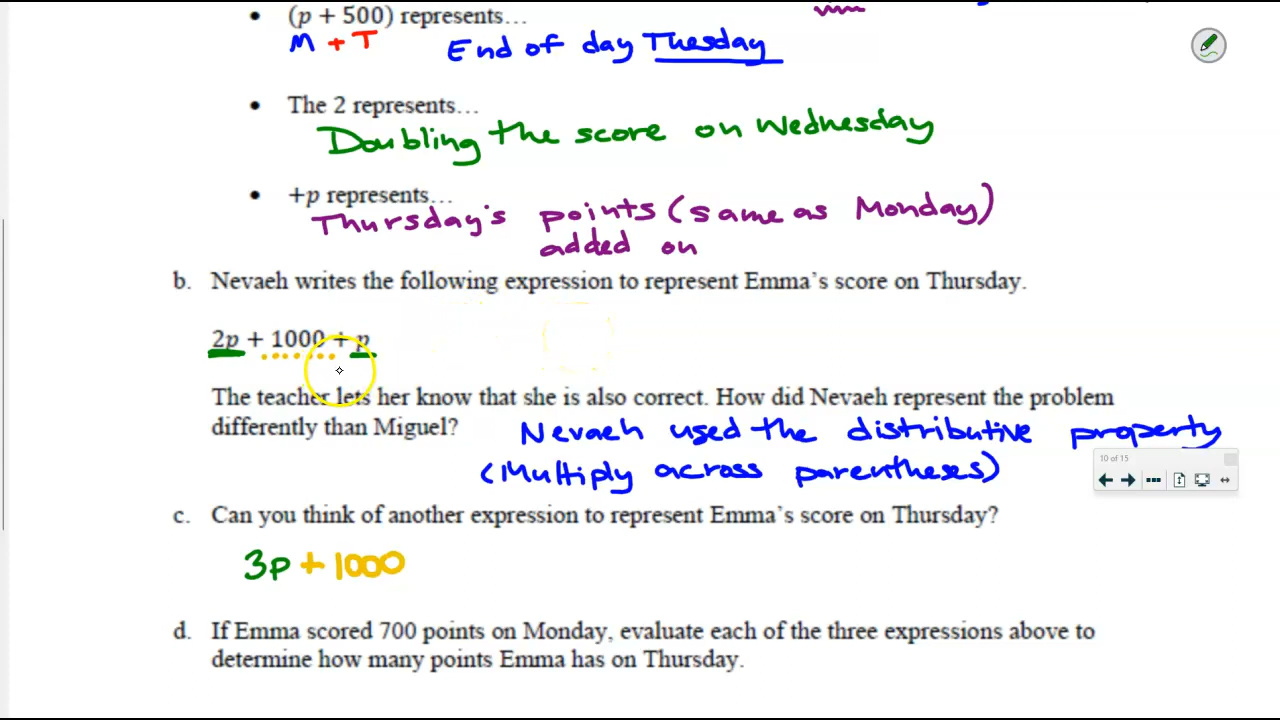 • (p + 500) represents…
M + T End of day Tuesday
• The 2 represents…
Doubling the score on Wednesday
• +p represents…
Thursday's points (same as Monday)
added on
b. Nevaeh writes the following expression to represent Emma’s score on Thursday.
2p + 1000 + p
The teacher lets her know that she is also correct. How did Nevaeh represent the problem
differently than Miguel? Nevaeh used the distributive property
(Multiply across parentheses)
10 of 15
c. Can you think of another expression to represent Emma’s score on Thursday?
3p + 1000
d. If Emma scored 700 points on Monday, evaluate each of the three expressions above to
determine how many points Emma has on Thursday.